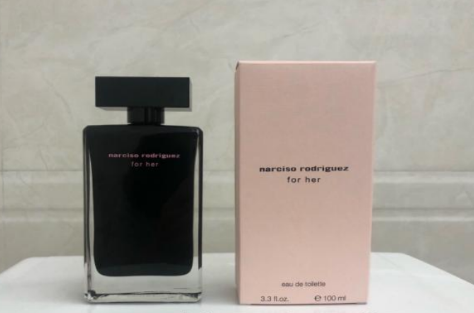 narciso rodriguez
for her
narciso rodriguez
for her
eau de toilette
3.3 fl.oz. ℮ 100 ml